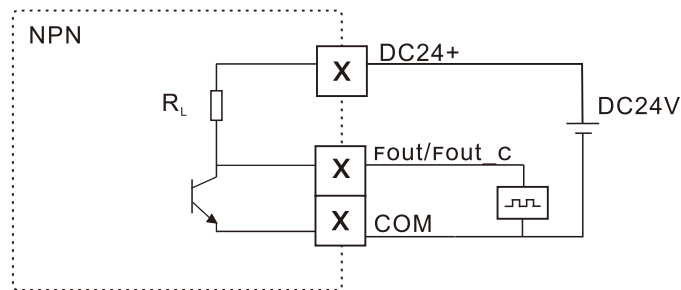 NPN
X DC24+
RL
DC24V
X Fout/Fout_C
X COM